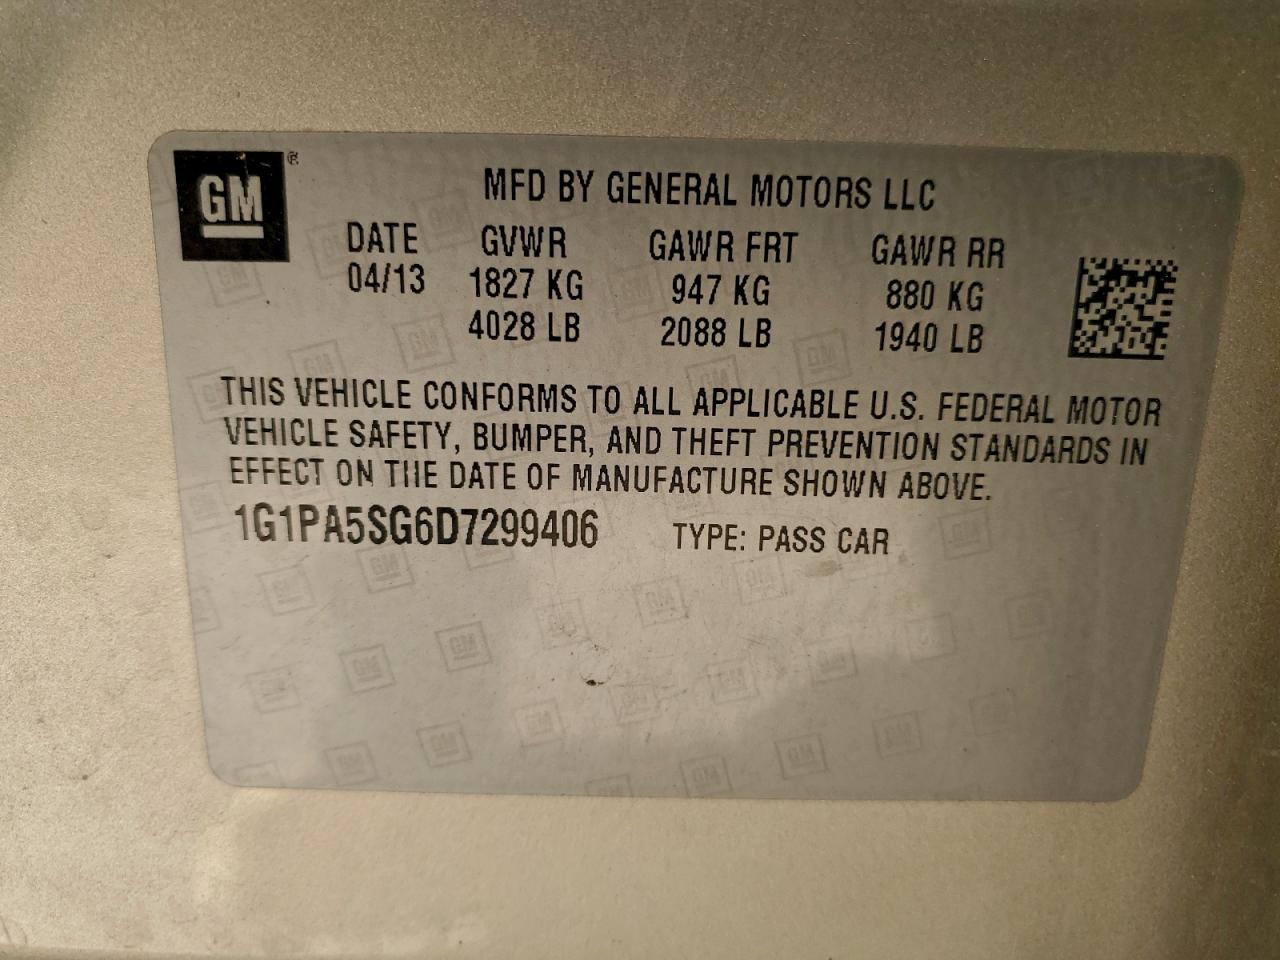 GM ®
MFD BY GENERAL MOTORS LLC
DATE GVWR GAWR FRT GAWR RR
04/13 1827 KG 947 KG 880 KG
4028 LB 2088 LB 1940 LB
THIS VEHICLE CONFORMS TO ALL APPLICABLE U.S. FEDERAL MOTOR
VEHICLE SAFETY, BUMPER, AND THEFT PREVENTION STANDARDS IN
EFFECT ON THE DATE OF MANUFACTURE SHOWN ABOVE.
1G1PA5SG6D7299406 TYPE: PASS CAR